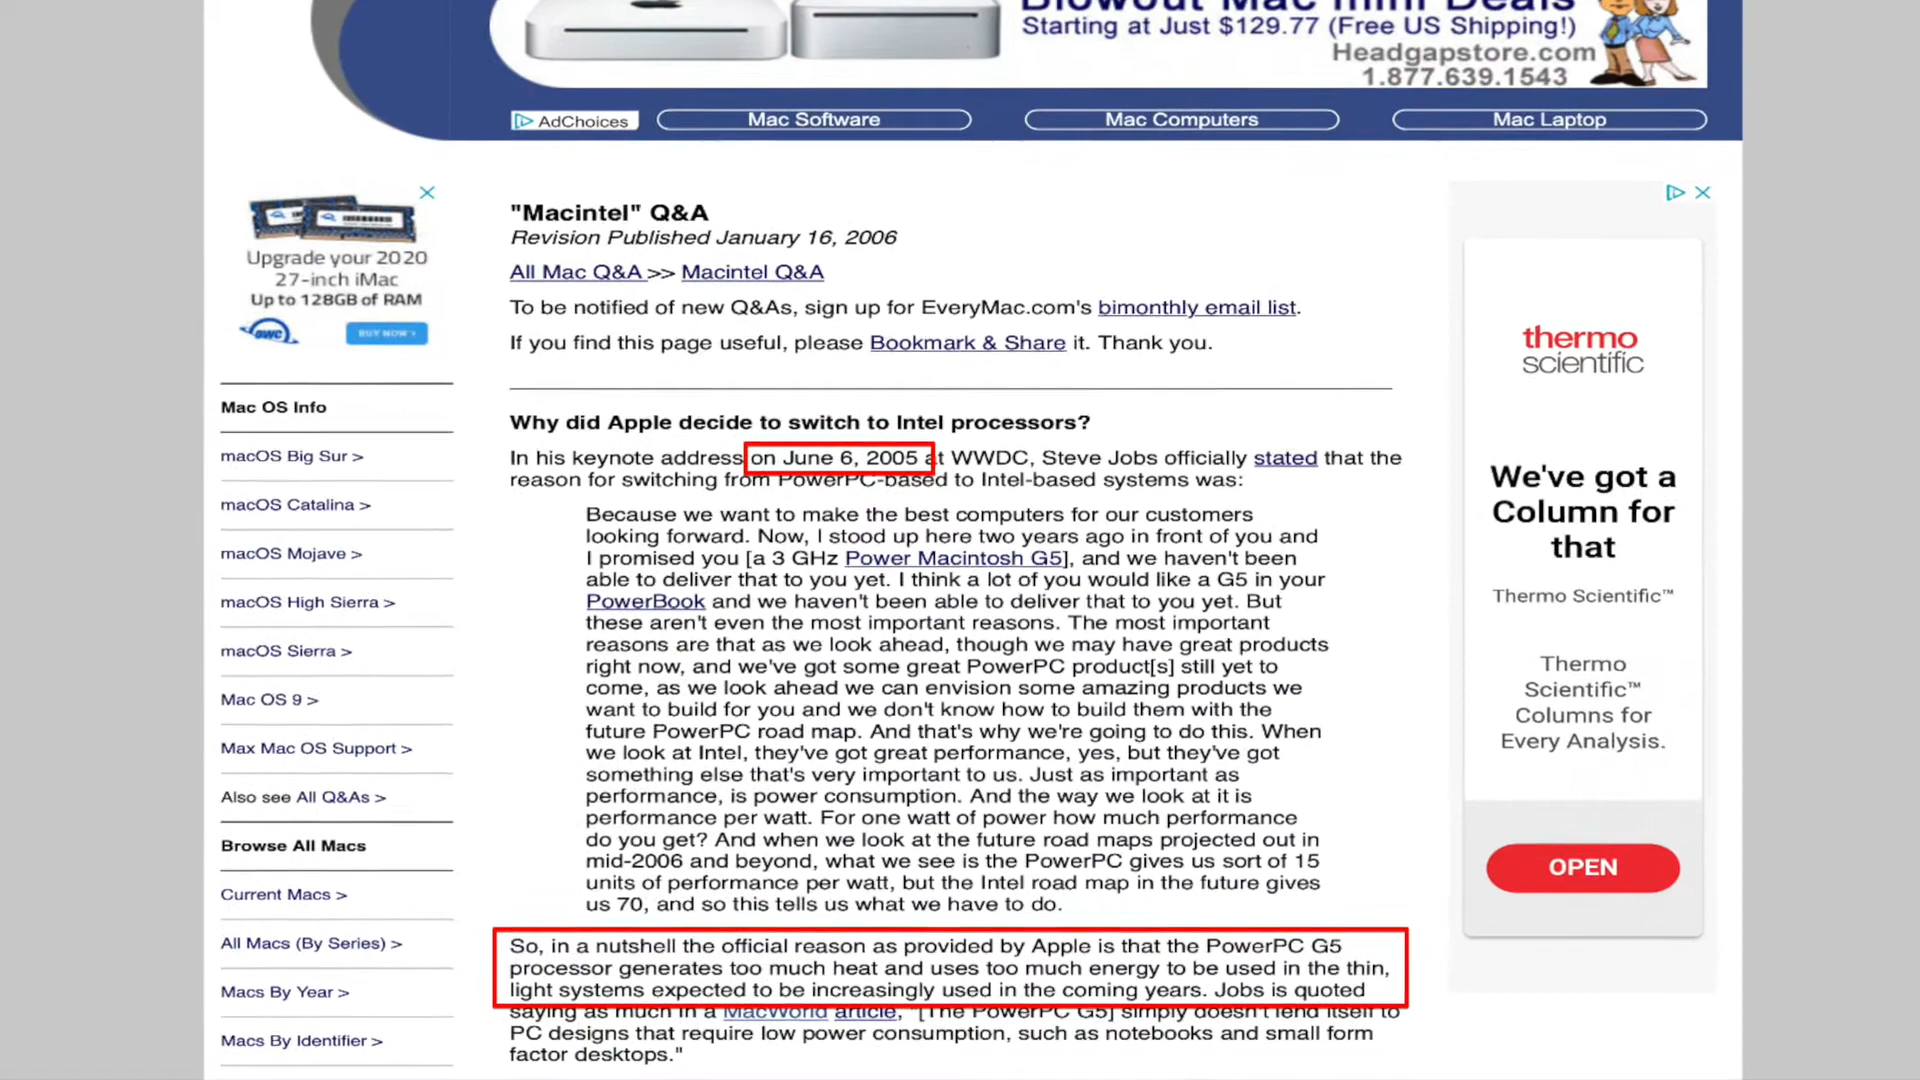 Blowout Mac mini Deals
Starting at Just $129.77 (Free US Shipping!)
Headgapstore.com
1.877.639.1543
AdChoices
Mac Software
Mac Computers
Mac Laptop
Upgrade your 2020
27-inch iMac
Up to 128GB of RAM
OWC
BUY NOW >
Mac OS Info
macOS Big Sur >
macOS Catalina >
macOS Mojave >
macOS High Sierra >
macOS Sierra >
Mac OS 9 >
Max Mac OS Support >
Also see All Q&As >
Browse All Macs
Current Macs >
All Macs (By Series) >
Macs By Year >
Macs By Identifier >
"Macintel" Q&A
Revision Published January 16, 2006
All Mac Q&A >> Macintel Q&A
To be notified of new Q&As, sign up for EveryMac.com's bimonthly email list.
If you find this page useful, please Bookmark & Share it. Thank you.
Why did Apple decide to switch to Intel processors?
In his keynote address on June 6, 2005 at WWDC, Steve Jobs officially stated that the
reason for switching from PowerPC-based to Intel-based systems was:
Because we want to make the best computers for our customers
looking forward. Now, I stood up here two years ago in front of you and
I promised you [a 3 GHz Power Macintosh G5], and we haven't been
able to deliver that to you yet. I think a lot of you would like a G5 in your
PowerBook and we haven't been able to deliver that to you yet. But
these aren't even the most important reasons. The most important
reasons are that as we look ahead, though we may have great products
right now, and we've got some great PowerPC product[s] still yet to
come, as we look ahead we can envision some amazing products we
want to build for you and we don't know how to build them with the
future PowerPC road map. And that's why we're going to do this. When
we look at Intel, they've got great performance, yes, but they've got
something else that's very important to us. Just as important as
performance, is power consumption. And the way we look at it is
performance per watt. For one watt of power how much performance
do you get? And when we look at the future road maps projected out in
mid-2006 and beyond, what we see is the PowerPC gives us sort of 15
units of performance per watt, but the Intel road map in the future gives
us 70, and so this tells us what we have to do.
So, in a nutshell the official reason as provided by Apple is that the PowerPC G5
processor generates too much heat and uses too much energy to be used in the thin,
light systems expected to be increasingly used in the coming years. Jobs is quoted
saying as much in a MacWorld article, "[The PowerPC G5] simply doesn't lend itself to
PC designs that require low power consumption, such as notebooks and small form
factor desktops."
thermo
scientific
We've got a
Column for
that
Thermo Scientific™
Thermo
Scientific™
Columns for
Every Analysis.
OPEN